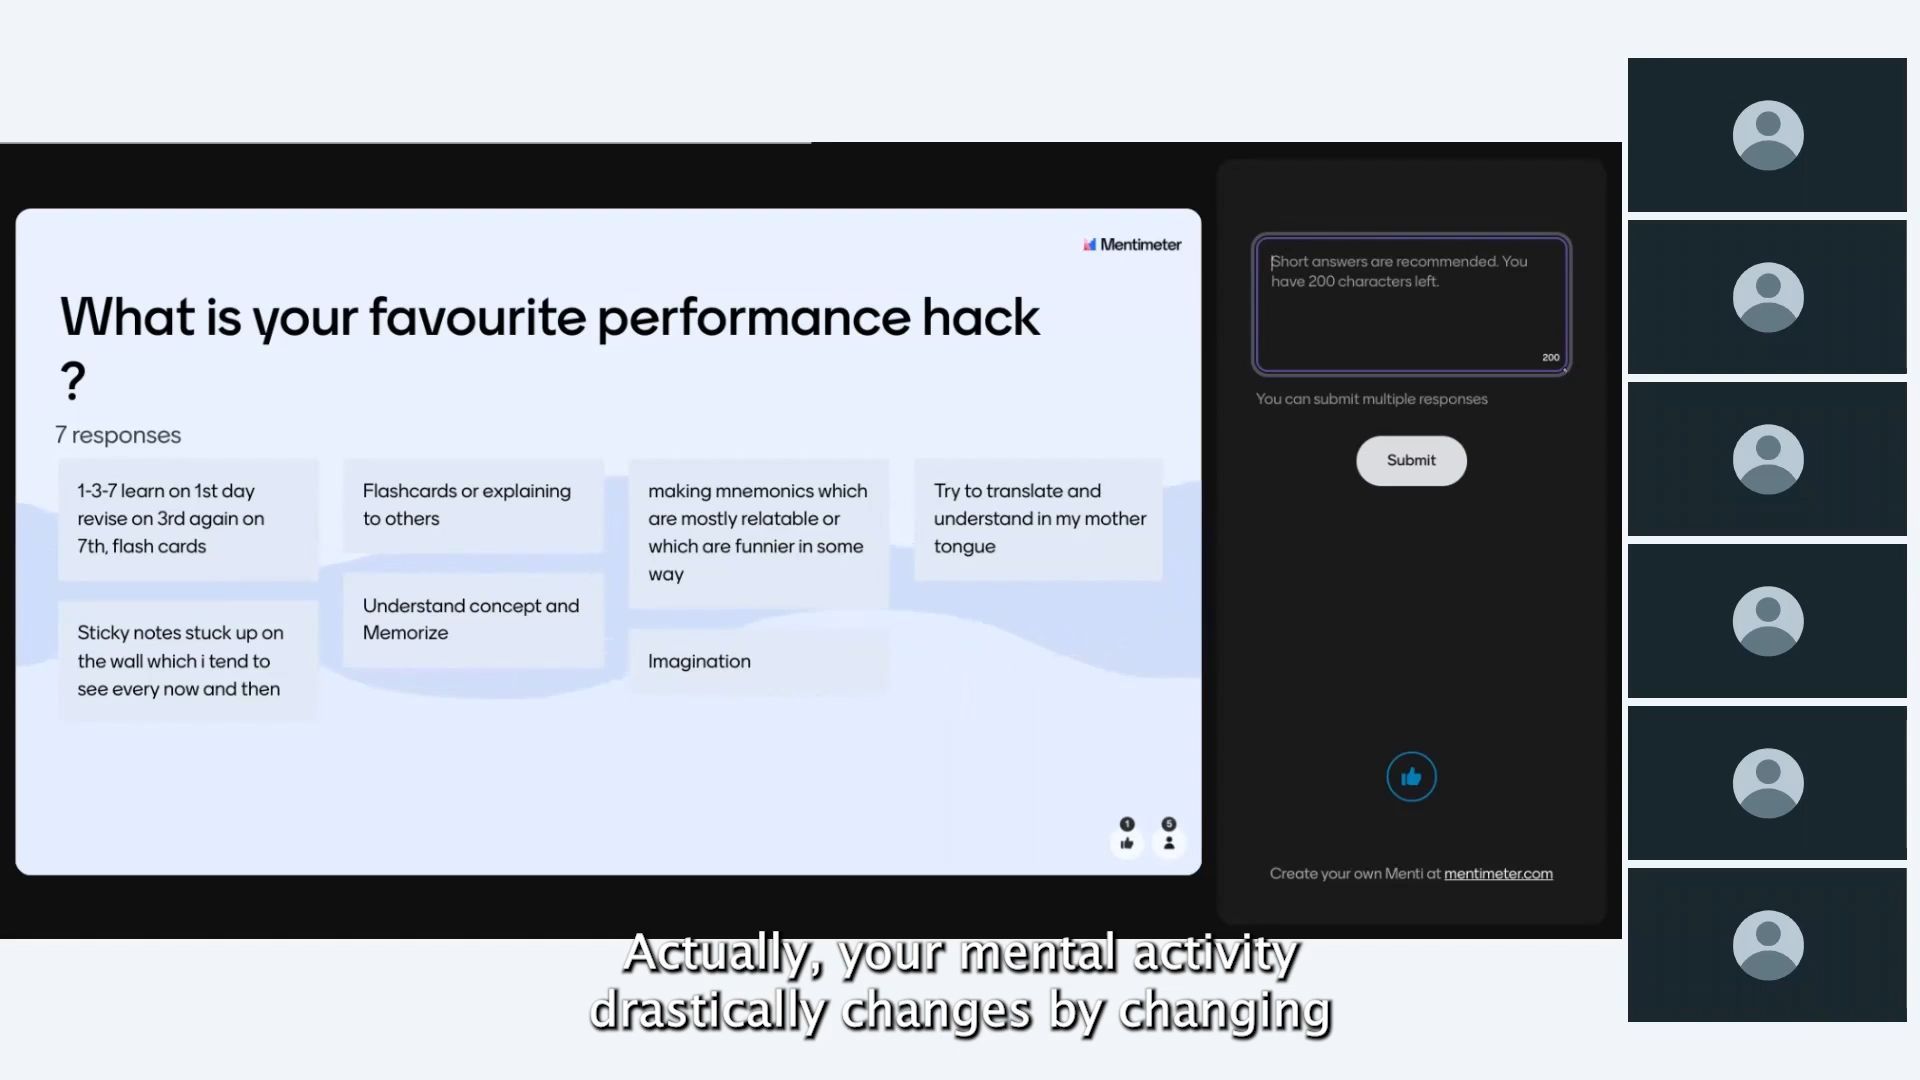 Mentimeter
What is your favourite performance hack
?
7 responses
1-3-7 learn on 1st day
revise on 3rd again on
7th, flash cards
Sticky notes stuck up on
the wall which i tend to
see every now and then
Flashcards or explaining
to others
Understand concept and
Memorize
making mnemonics which
are mostly relatable or
which are funnier in some
way
Imagination
Try to translate and
understand in my mother
tongue
1
5
Short answers are recommended. You
have 200 characters left.
200
You can submit multiple responses
Submit
Create your own Menti at mentimeter.com
Actually, your mental activity
drastically changes by changing